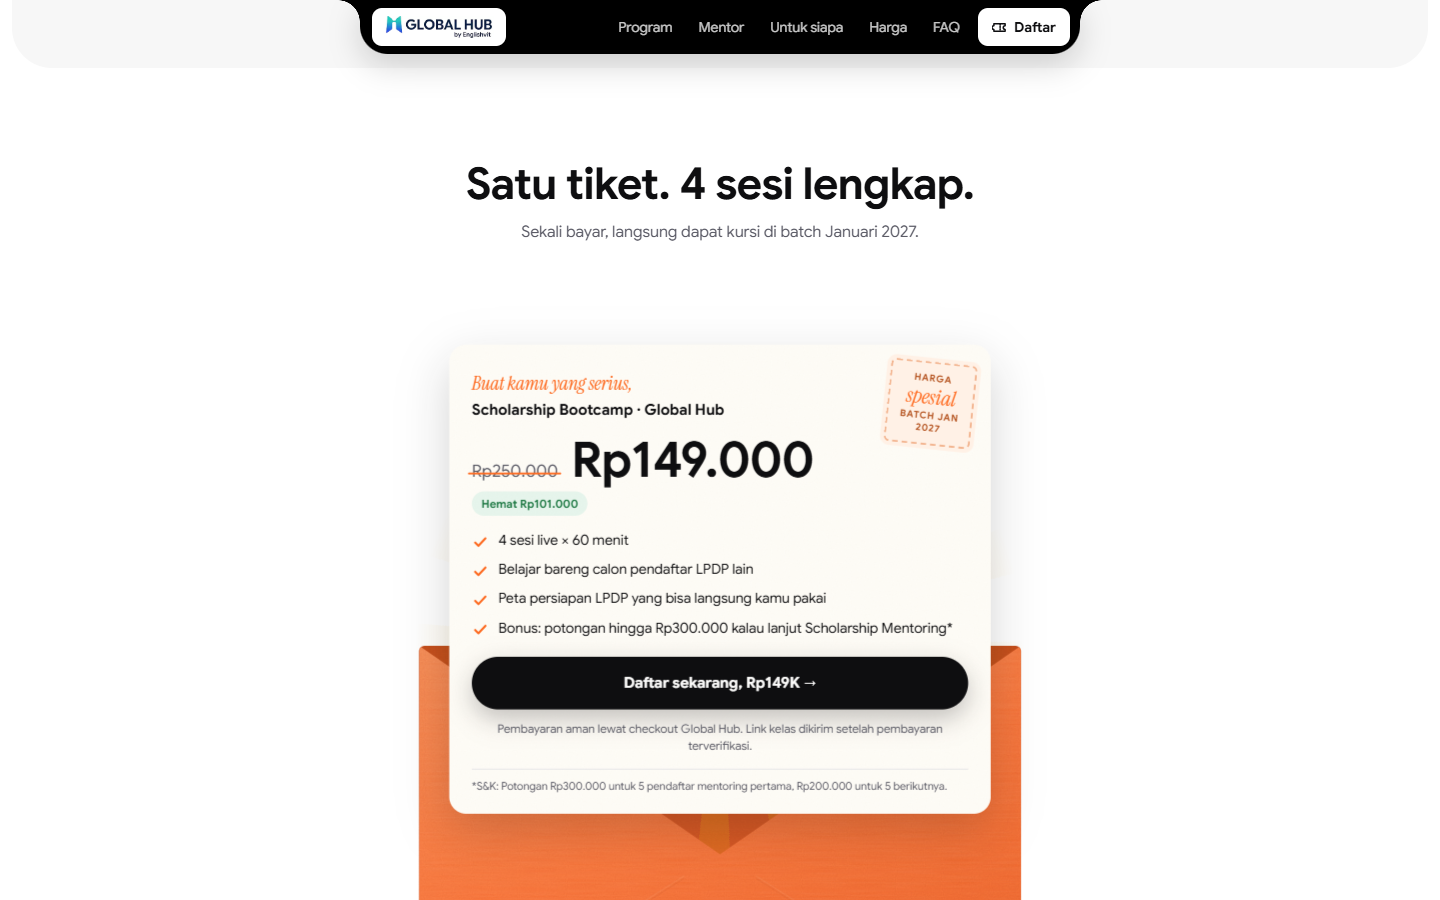 GLOBAL HUB
by Englishvit
Program
Mentor
Untuk siapa
Harga
FAQ
Daftar
Satu tiket. 4 sesi lengkap.
Sekali bayar, langsung dapat kursi di batch Januari 2027.
Buat kamu yang serius,
Scholarship Bootcamp · Global Hub
HARGA
spesial
BATCH JAN
2027
Rp250.000 Rp149.000
Hemat Rp101.000
4 sesi live × 60 menit
Belajar bareng calon pendaftar LPDP lain
Peta persiapan LPDP yang bisa langsung kamu pakai
Bonus: potongan hingga Rp300.000 kalau lanjut Scholarship Mentoring*
Daftar sekarang, Rp149K →
Pembayaran aman lewat checkout Global Hub. Link kelas dikirim setelah pembayaran
terverifikasi.
*S&K: Potongan Rp300.000 untuk 5 pendaftar mentoring pertama, Rp200.000 untuk 5 berikutnya.